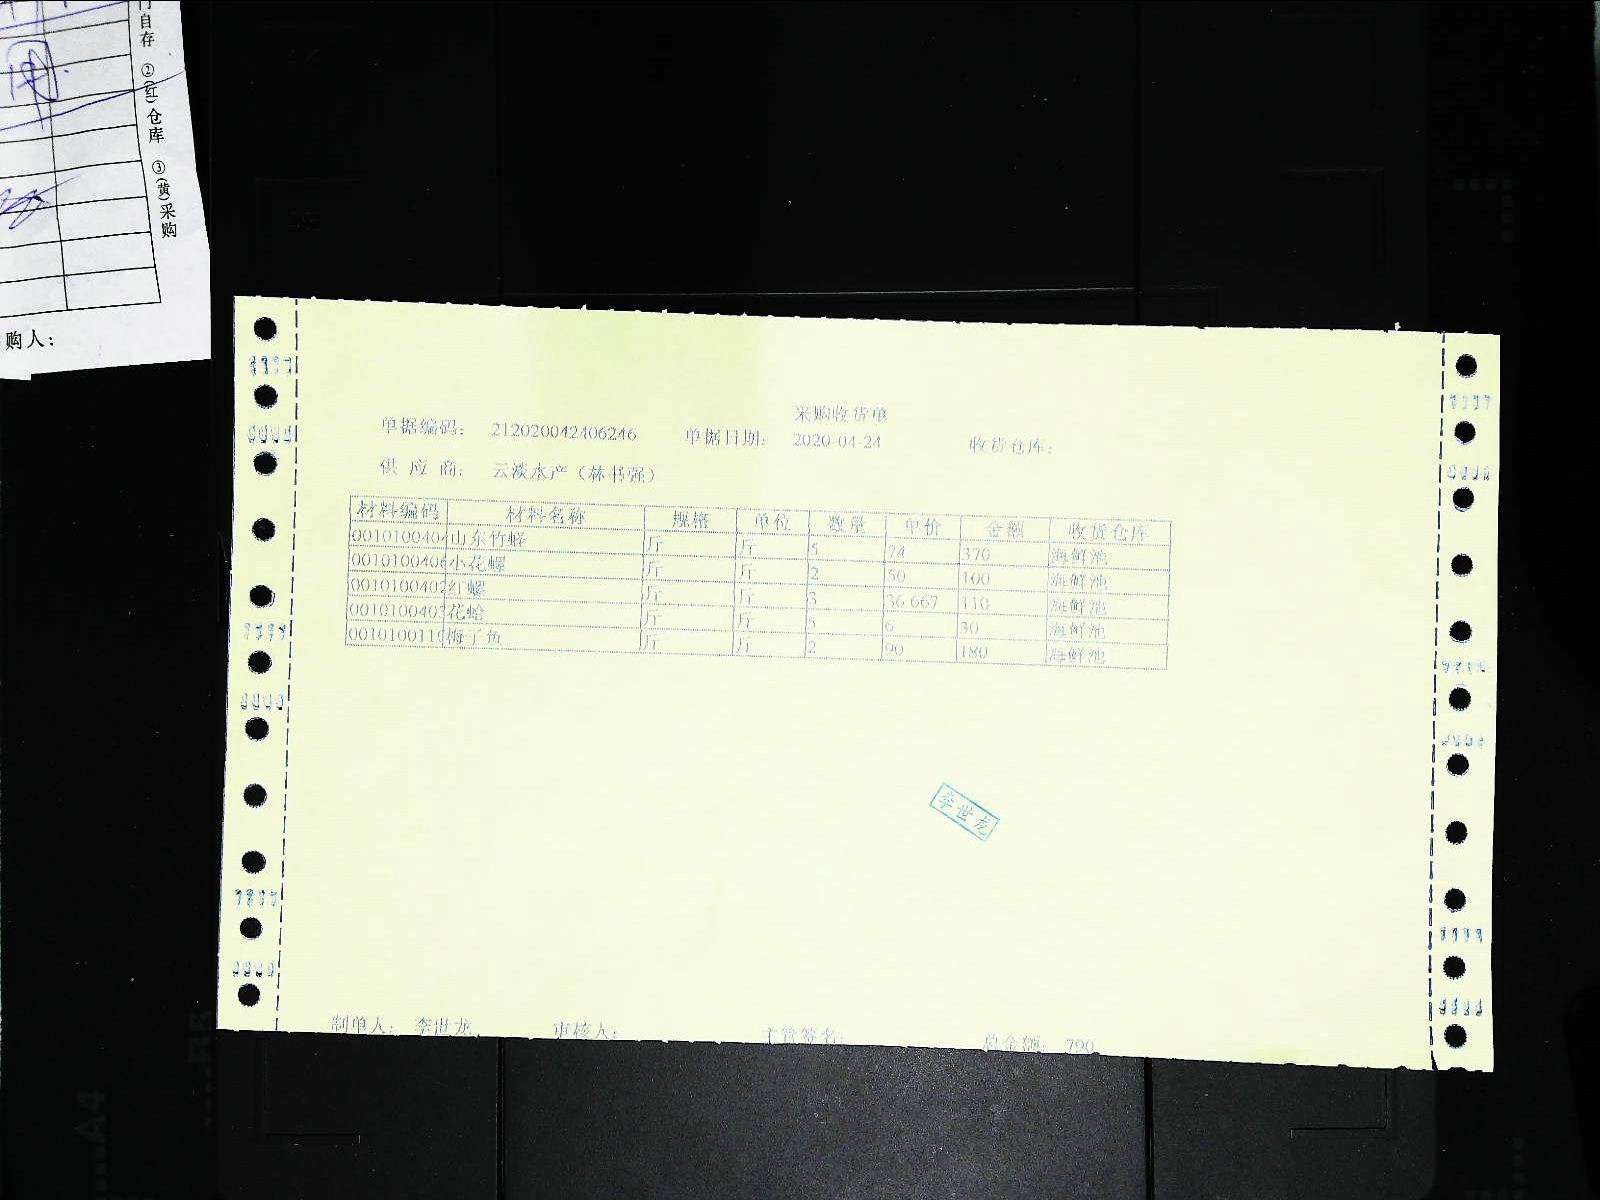 自存 ②(红)仓库 ③(黄)采购
购人：
采购收货单
单据编码： 212020042406246 单据日期： 2020-04-24 收货仓库：
供 应 商： 云淡水产（林书强）
材料编码 材料名称 规格 单位 数量 单价 金额 收货仓库
0010100404 山东竹蛏 斤 斤 5 74 370 海鲜池
0010100406 小花螺 斤 斤 2 50 100 海鲜池
0010100402 红螺 斤 斤 3 36.667 110 海鲜池
0010100403 花蛤 斤 斤 5 6 30 海鲜池
001010011 梅子鱼 斤 斤 2 90 180 海鲜池
李世龙
制单人： 李世龙 审核人： 主管签名： 总金额： 790